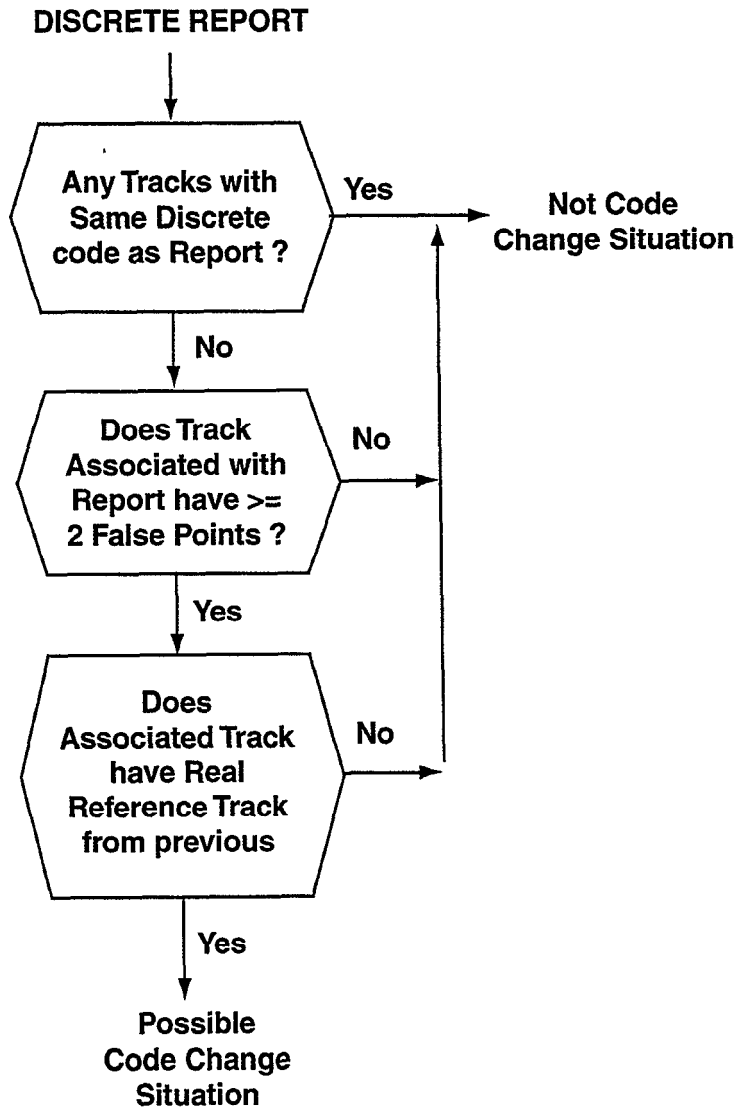 DISCRETE REPORT
Any Tracks with
Same Discrete
code as Report ?
Yes
Not Code
Change Situation
No
Does Track
Associated with
Report have >=
2 False Points ?
No
Yes
Does
Associated Track
have Real
Reference Track
from previous
No
Yes
Possible
Code Change
Situation